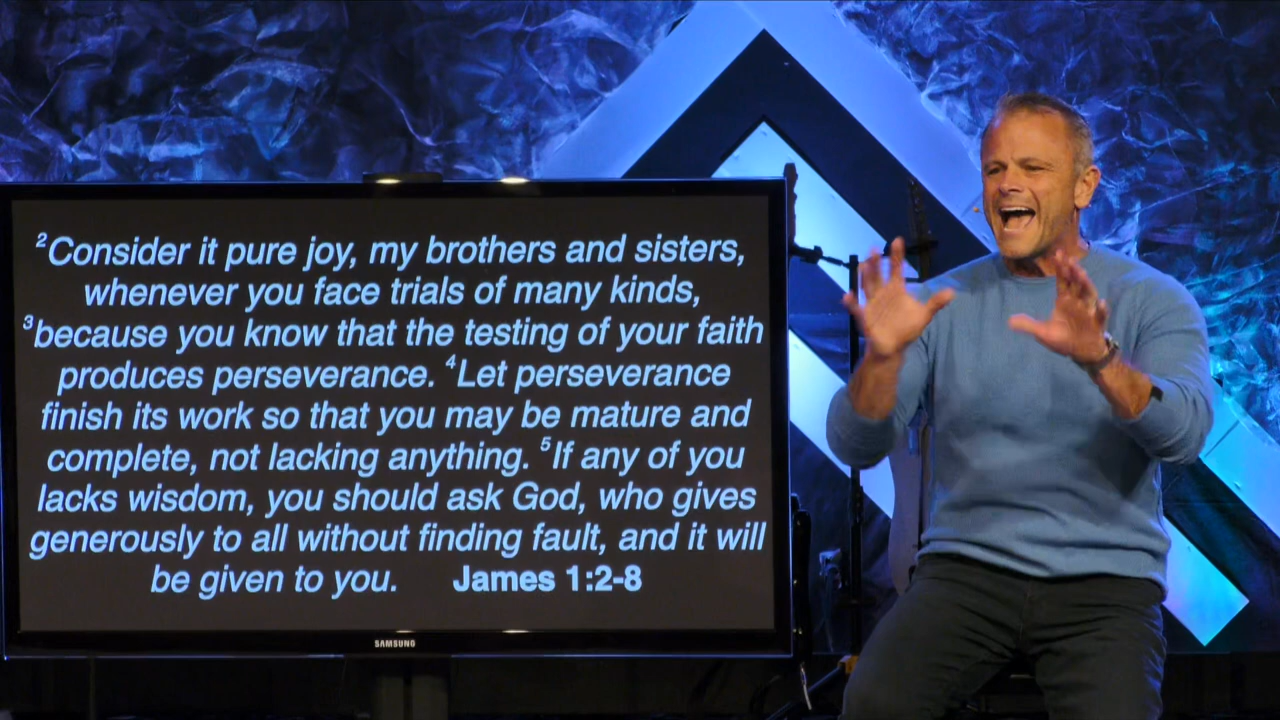 ²Consider it pure joy, my brothers and sisters,
whenever you face trials of many kinds,
³because you know that the testing of your faith
produces perseverance. ⁴Let perseverance
finish its work so that you may be mature and
complete, not lacking anything. ⁵If any of you
lacks wisdom, you should ask God, who gives
generously to all without finding fault, and it will
be given to you. James 1:2-8
SAMSUNG